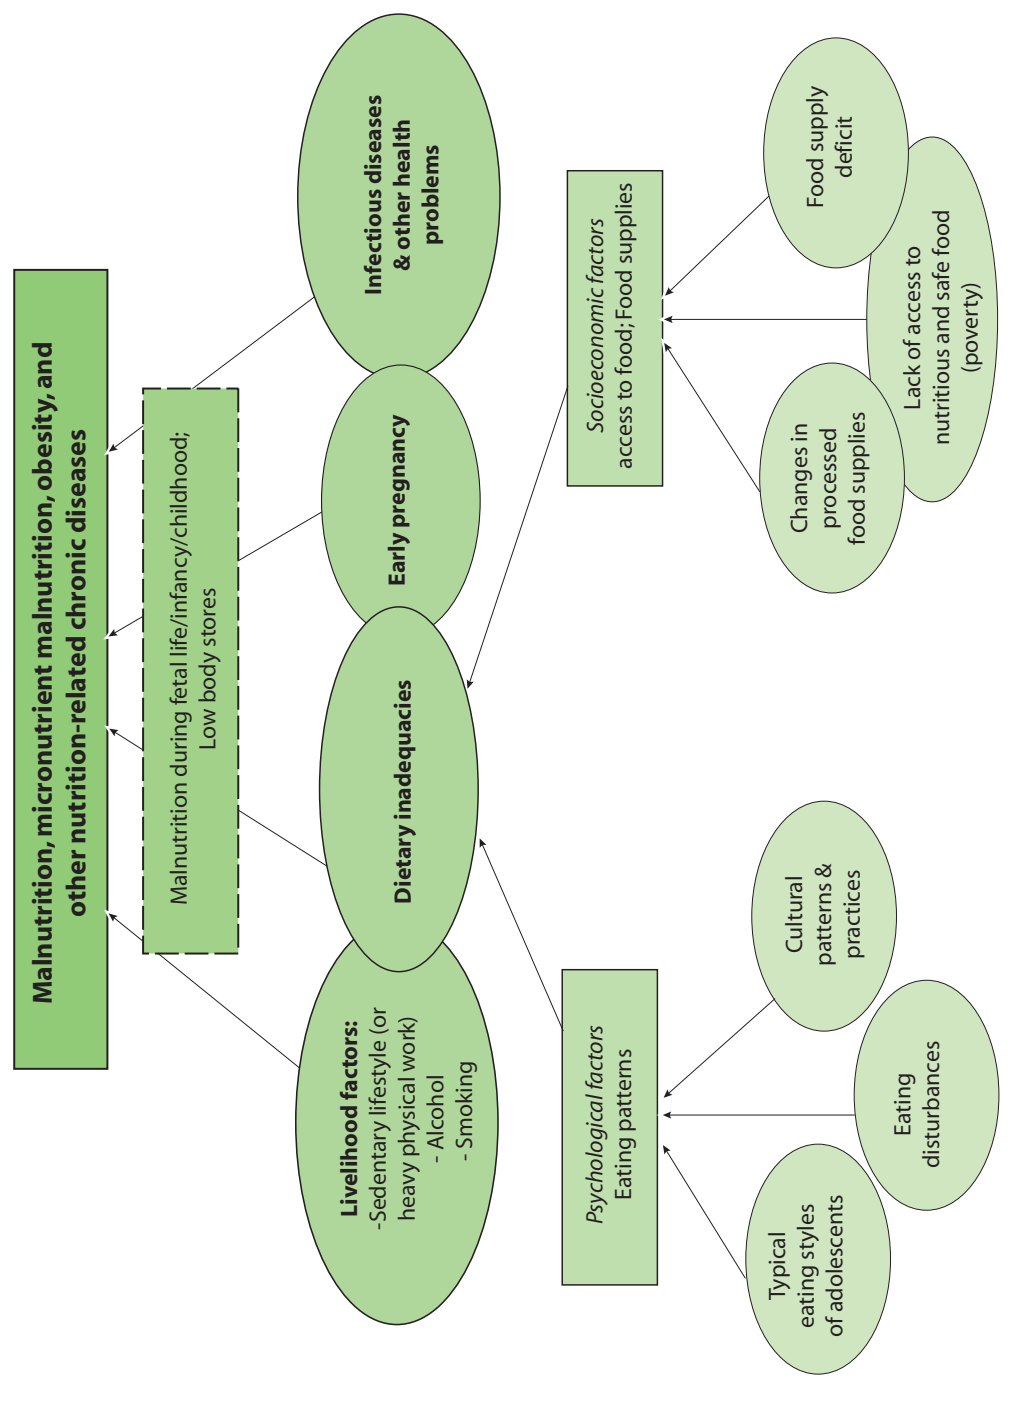 Malnutrition, micronutrient malnutrition, obesity, and
other nutrition-related chronic diseases
Malnutrition during fetal life/infancy/childhood;
Low body stores
Livelihood factors:
-Sedentary lifestyle (or
heavy physical work)
- Alcohol
- Smoking
Dietary inadequacies
Early pregnancy
Infectious diseases
& other health
problems
Psychological factors
Eating patterns
Socioeconomic factors
access to food; Food supplies
Typical
eating styles
of adolescents
Eating
disturbances
Cultural
patterns &
practices
Changes in
processed
food supplies
Lack of access to
nutritious and safe food
(poverty)
Food supply
deficit